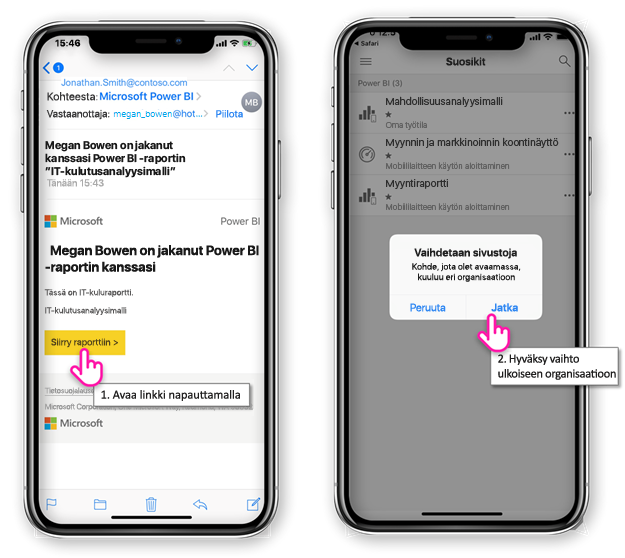 15:46
1
Jonathan.Smith@contoso.com
Kohteesta: Microsoft Power BI >
MB
Vastaanottaja: megan_bowen@hot... > Piilota
Megan Bowen on jakanut
kanssasi Power BI -raportin
"IT-kulutusanalyysimalli"
Tänään 15:43
Microsoft
Power BI
Megan Bowen on jakanut Power BI
-raportin kanssasi
Tässä on IT-kuluraportti.
IT-kulutusanalyysimalli
Siirry raporttiin >
1. Avaa linkki napauttamalla
Tietosuojalause
Microsoft
Safari
Suosikit
Power BI (3)
Mahdollisuusanalyysimalli
Oma työtila
Myynnin ja markkinoinnin koontinäyttö
Mobiililaitteen käytön aloittaminen
Myyntiraportti
Mobiililaitteen käytön aloittaminen
Vaihdetaan sivustoja
Kohde, jota olet avaamassa,
kuuluu eri organisaatioon
Peruuta
Jatka
2. Hyväksy vaihto
ulkoiseen organisaatioon